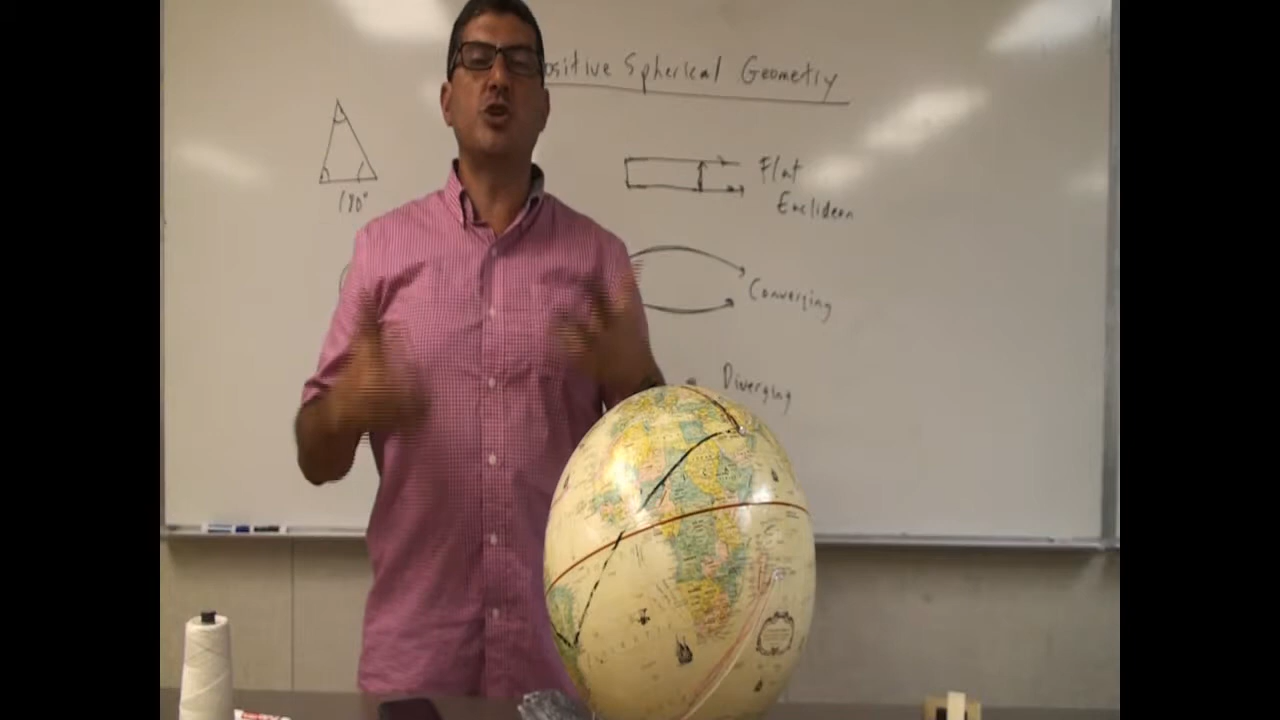 ositive Spherical Geometry
180°
Flat
Euclidean
Converging
Diverging